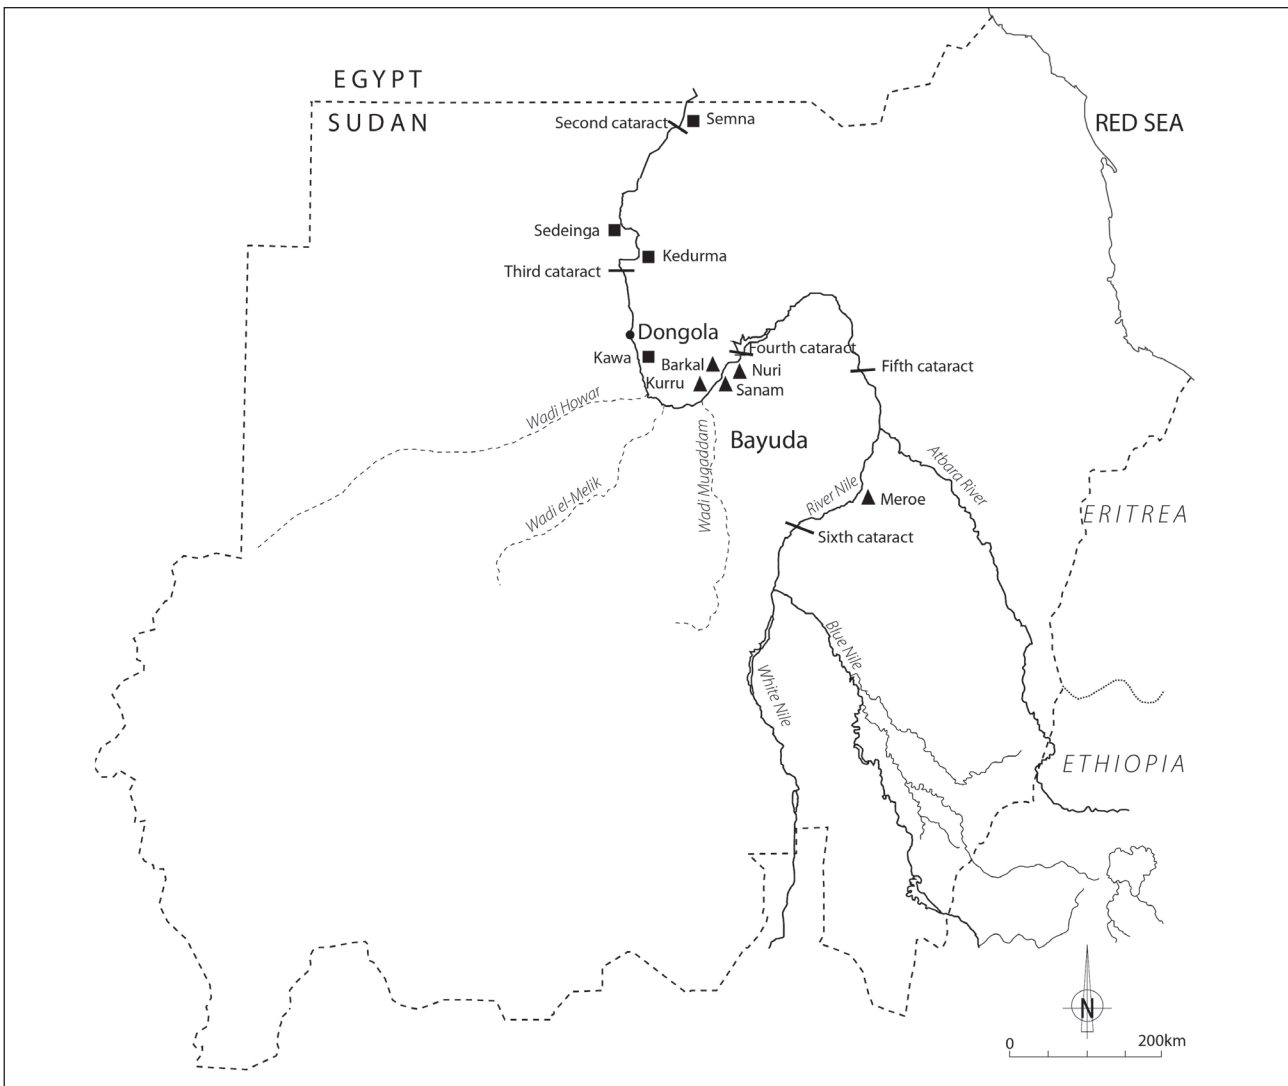 EGYPT
SUDAN
RED SEA
Second cataract
Semna
Sedeinga
Kedurma
Third cataract
Dongola
Kawa
Fourth cataract
Barkal
Nuri
Kurru
Sanam
Fifth cataract
Wadi Howar
Bayuda
Wadi Muqaddam
Atbara River
Wadi el-Melik
River Nile
Meroe
ERITREA
Sixth cataract
Blue Nile
White Nile
ETHIOPIA
N
0
200km